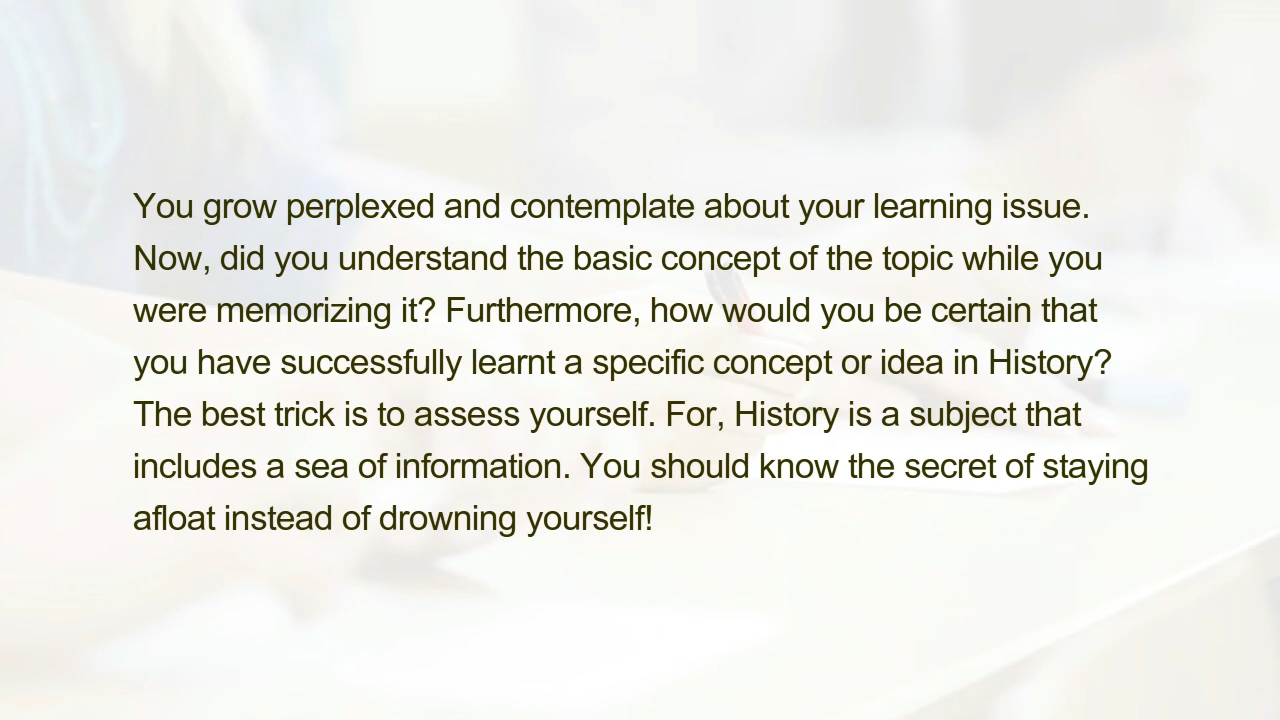 You grow perplexed and contemplate about your learning issue.
Now, did you understand the basic concept of the topic while you
were memorizing it? Furthermore, how would you be certain that
you have successfully learnt a specific concept or idea in History?
The best trick is to assess yourself. For, History is a subject that
includes a sea of information. You should know the secret of staying
afloat instead of drowning yourself!